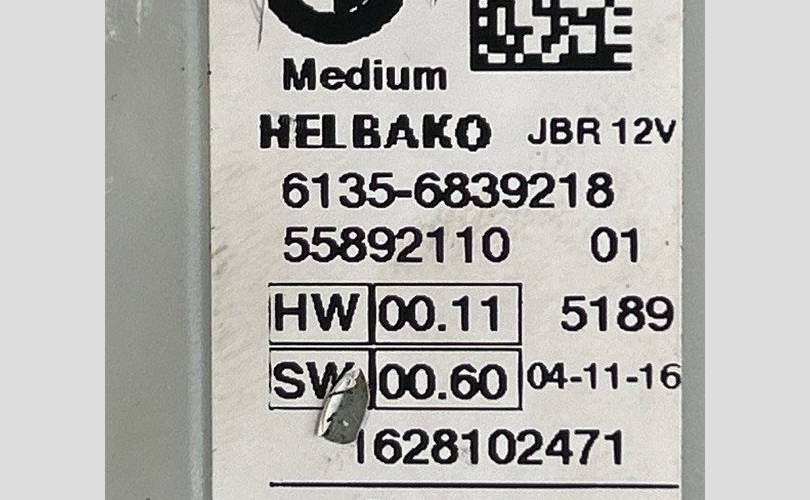 Medium
HELBAKO JBR 12V
6135-6839218
55892110 01
HW 00.11 5189
SW 00.60 04-11-16
1628102471